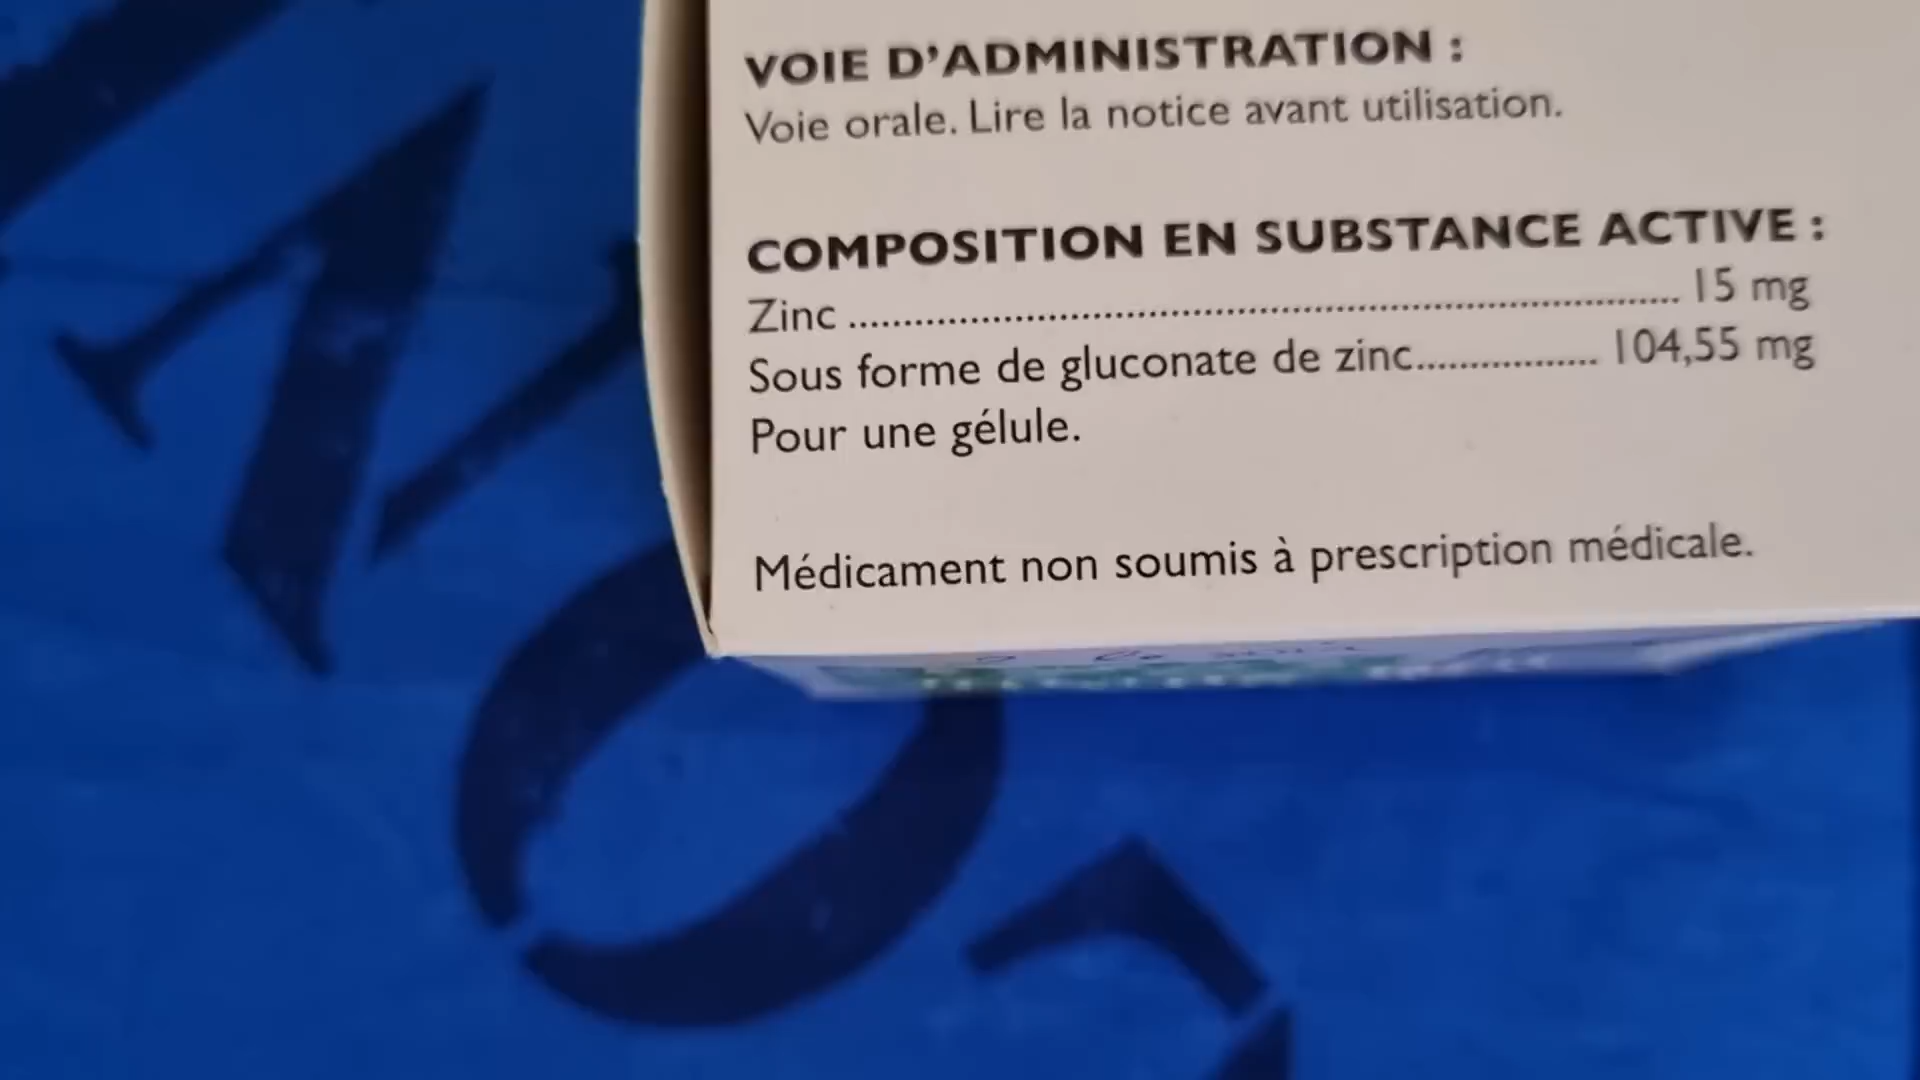 VOIE D'ADMINISTRATION :
Voie orale. Lire la notice avant utilisation.
COMPOSITION EN SUBSTANCE ACTIVE :
Zinc ........................................................................ 15 mg
Sous forme de gluconate de zinc................. 104,55 mg
Pour une gélule.
Médicament non soumis à prescription médicale.